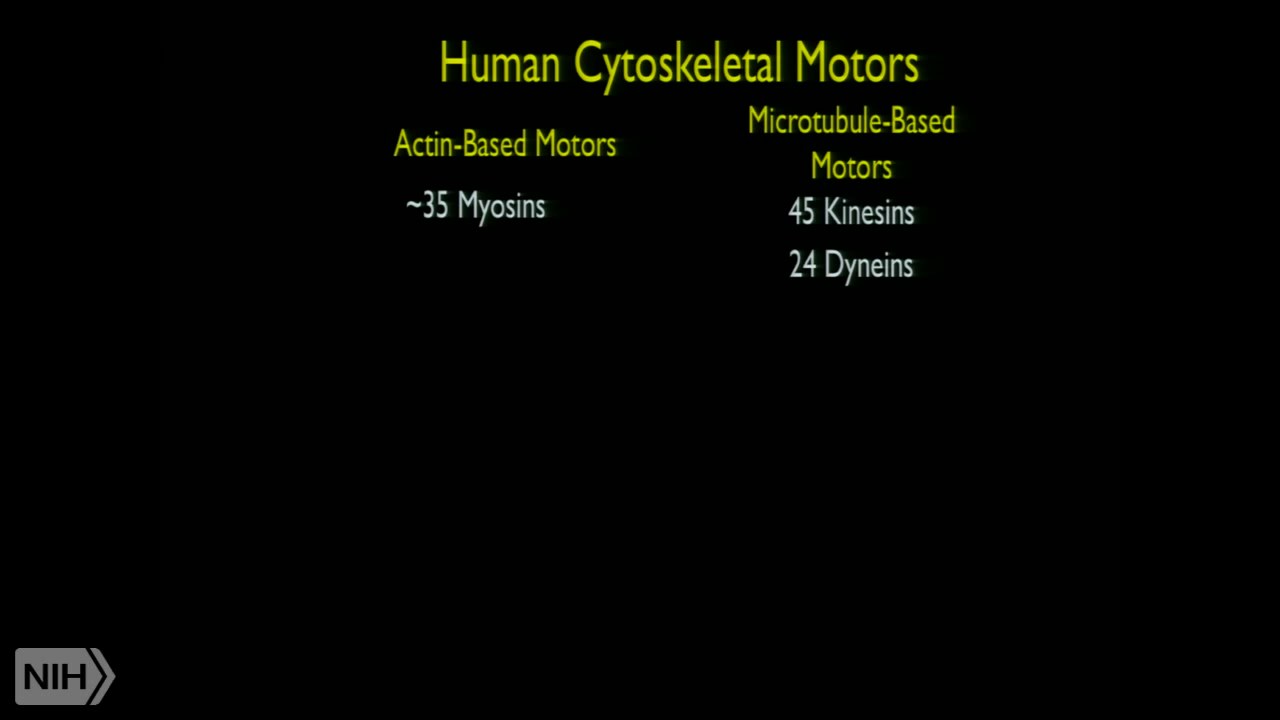 Human Cytoskeletal Motors
Actin-Based Motors
~35 Myosins
Microtubule-Based
Motors
45 Kinesins
24 Dyneins
NIH